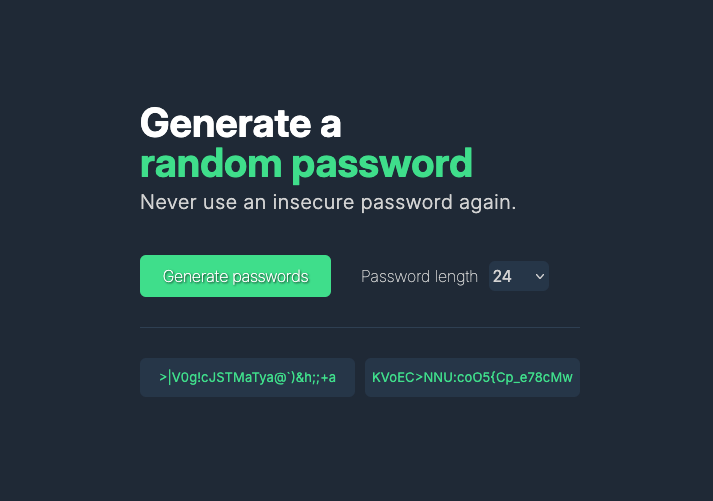 Generate a
random password
Never use an insecure password again.
Generate passwords
Password length
24
>|V0g!cJSTMaTya@`)&h;;+a
KVoEC>NNU:coO5{Cp_e78cMw